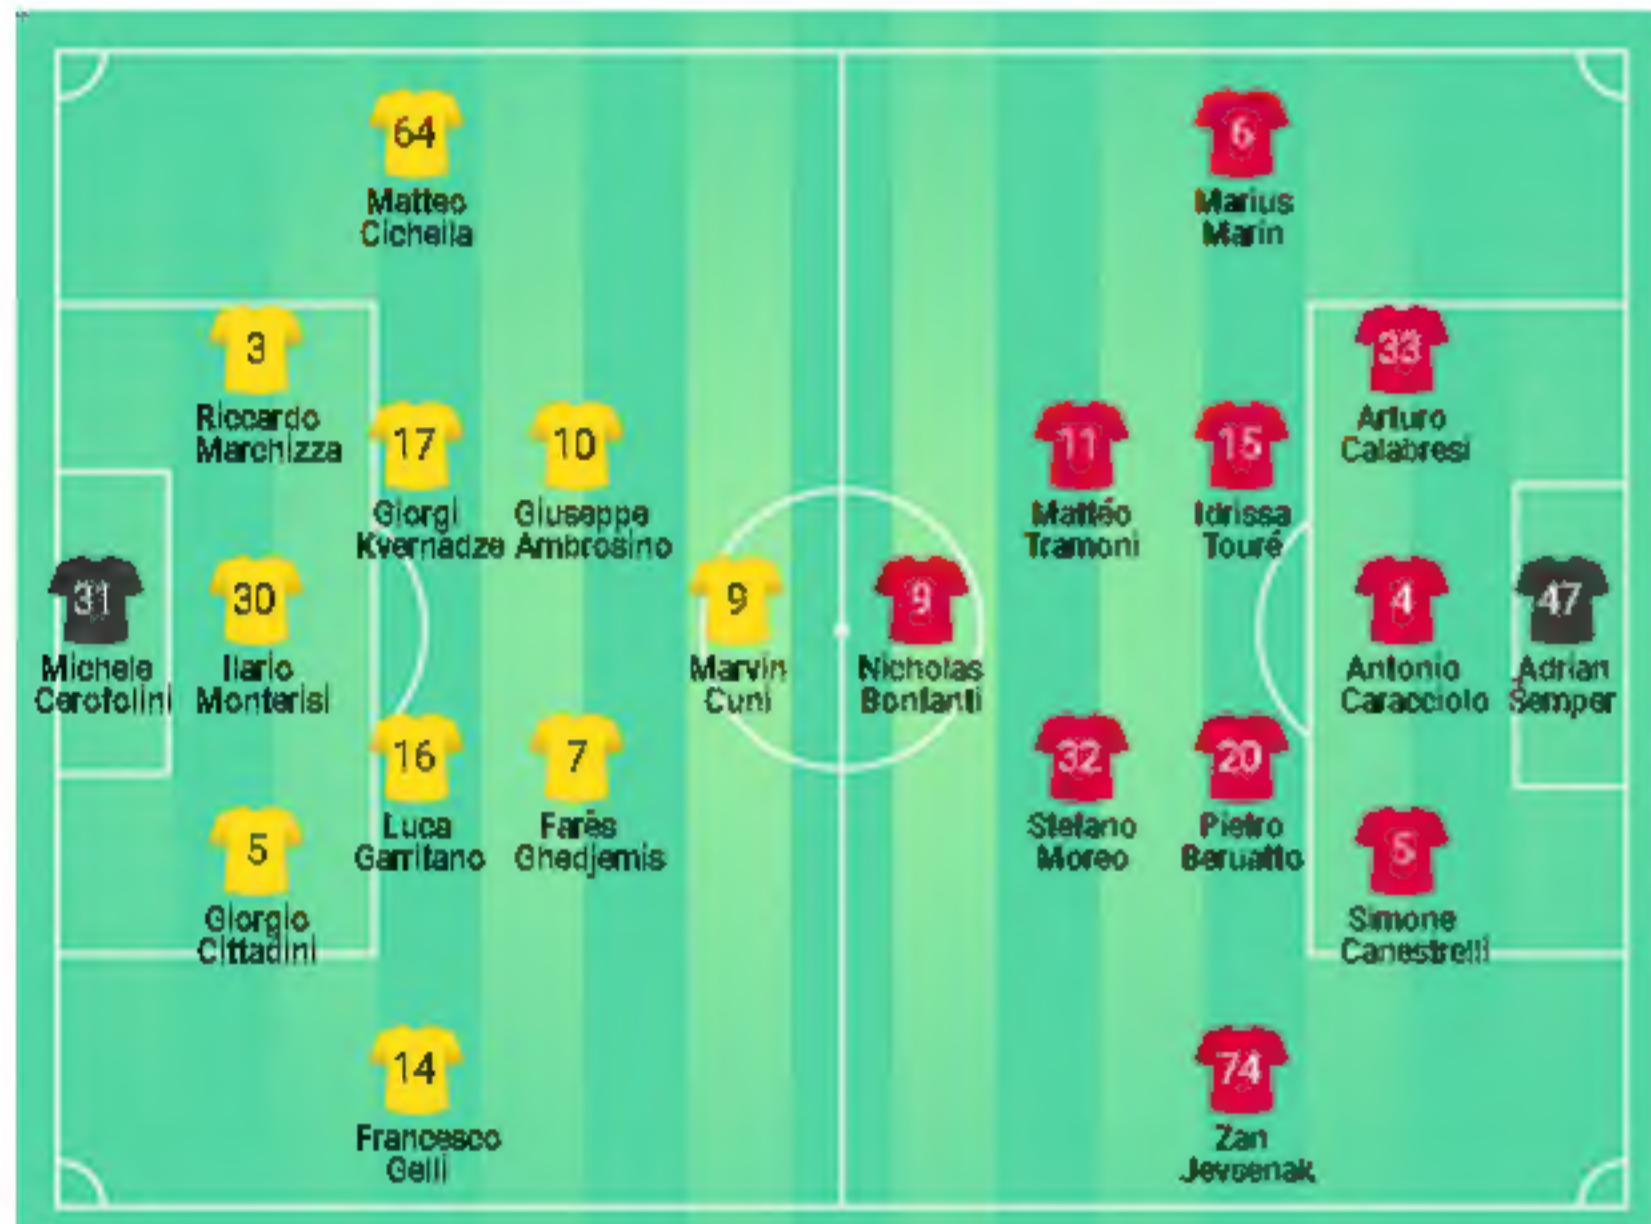 64
Matteo
Cichella
6
Marius
Marin
3
Riccardo
Marchizza
33
Arturo
Calabresi
17
Giorgi
Kvernadze
10
Giuseppe
Ambrosino
11
Mattéo
Tramoni
15
Idrissa
Touré
31
Michele
Cerofolini
30
Ilario
Monterisi
9
Marvin
Cuni
9
Nicholas
Bonfanti
4
Antonio
Caracciolo
47
Adrian
Šemper
16
Luca
Garritano
7
Farès
Ghedjemis
32
Stefano
Moreo
20
Pietro
Beruatto
5
Giorgio
Cittadini
5
Simone
Canestrelli
14
Francesco
Gelli
74
Zan
Jevsenak